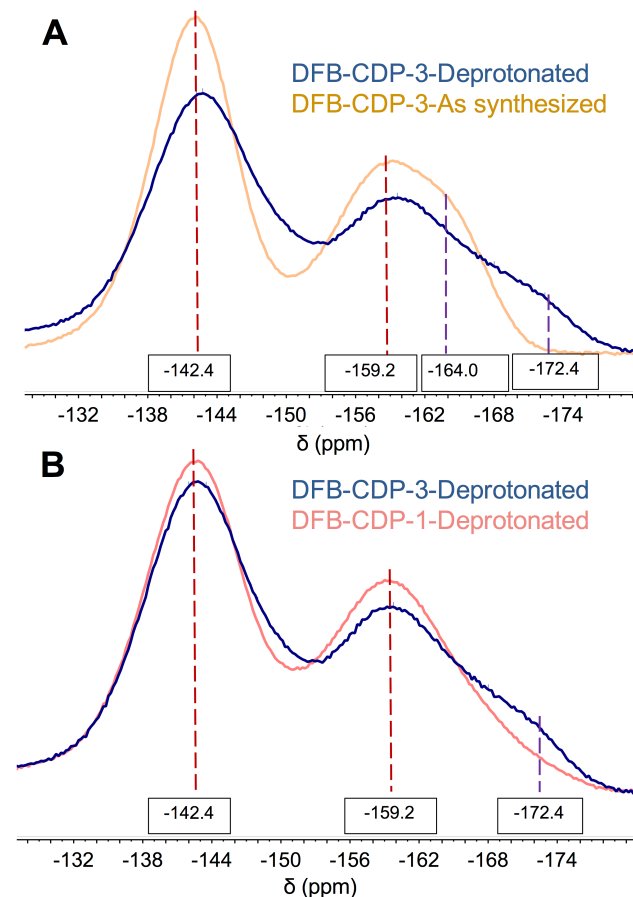 A
DFB-CDP-3-Deprotonated
DFB-CDP-3-As synthesized
-142.4 -159.2 -164.0 -172.4
-132 -138 -144 -150 -156 -162 -168 -174
δ (ppm)
B
DFB-CDP-3-Deprotonated
DFB-CDP-1-Deprotonated
-142.4 -159.2 -172.4
-132 -138 -144 -150 -156 -162 -168 -174
δ (ppm)